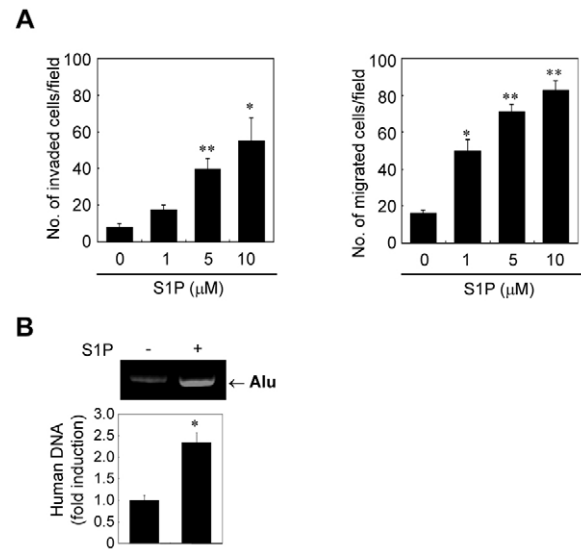 A
No. of invaded cells/field
100
80
60
40
20
0
*
**
0 1 5 10
S1P (μM)
No. of migrated cells/field
100
80
60
40
20
0
*
**
**
0 1 5 10
S1P (μM)
B
S1P - +
← Alu
Human DNA
(fold induction)
3.0
2.5
2.0
1.5
1.0
0.5
0
*